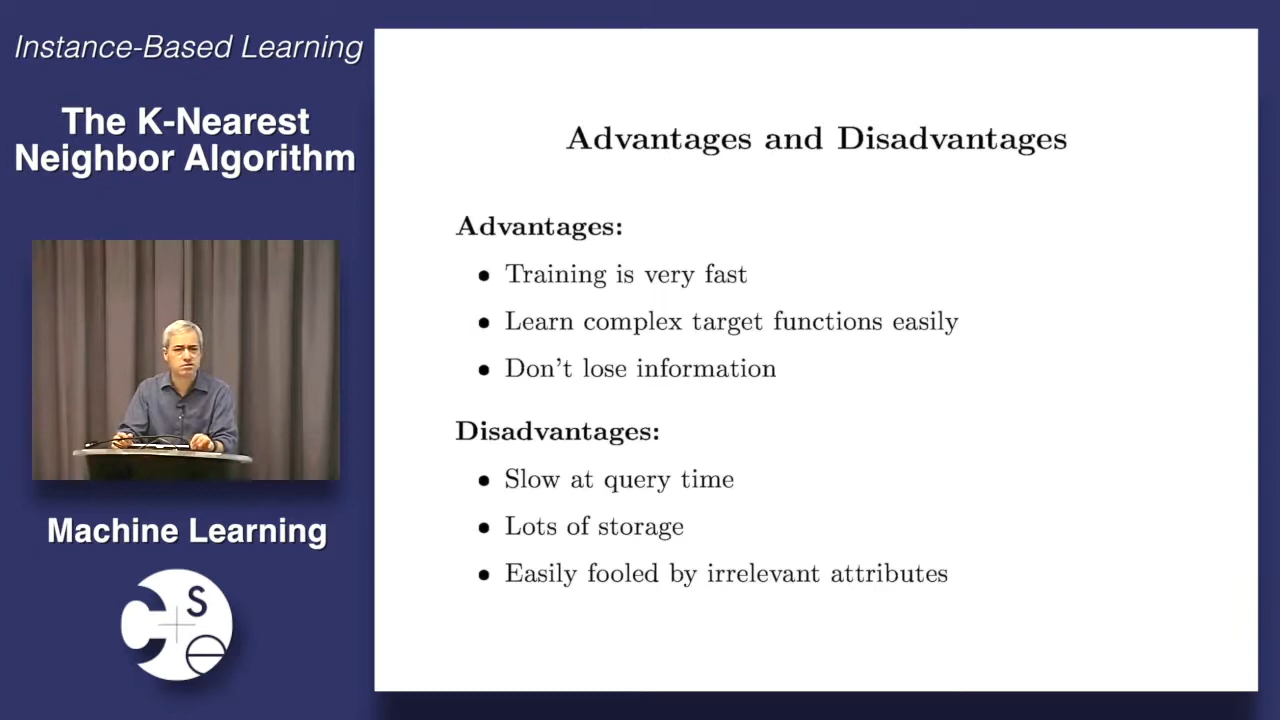 Instance-Based Learning
The K-Nearest
Neighbor Algorithm
Machine Learning
CSE
Advantages and Disadvantages
Advantages:
• Training is very fast
• Learn complex target functions easily
• Don't lose information
Disadvantages:
• Slow at query time
• Lots of storage
• Easily fooled by irrelevant attributes